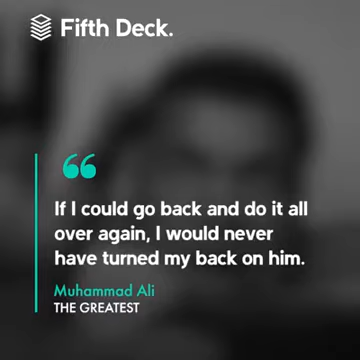 Fifth Deck.
“
If I could go back and do it all
over again, I would never
have turned my back on him.
Muhammad Ali
THE GREATEST